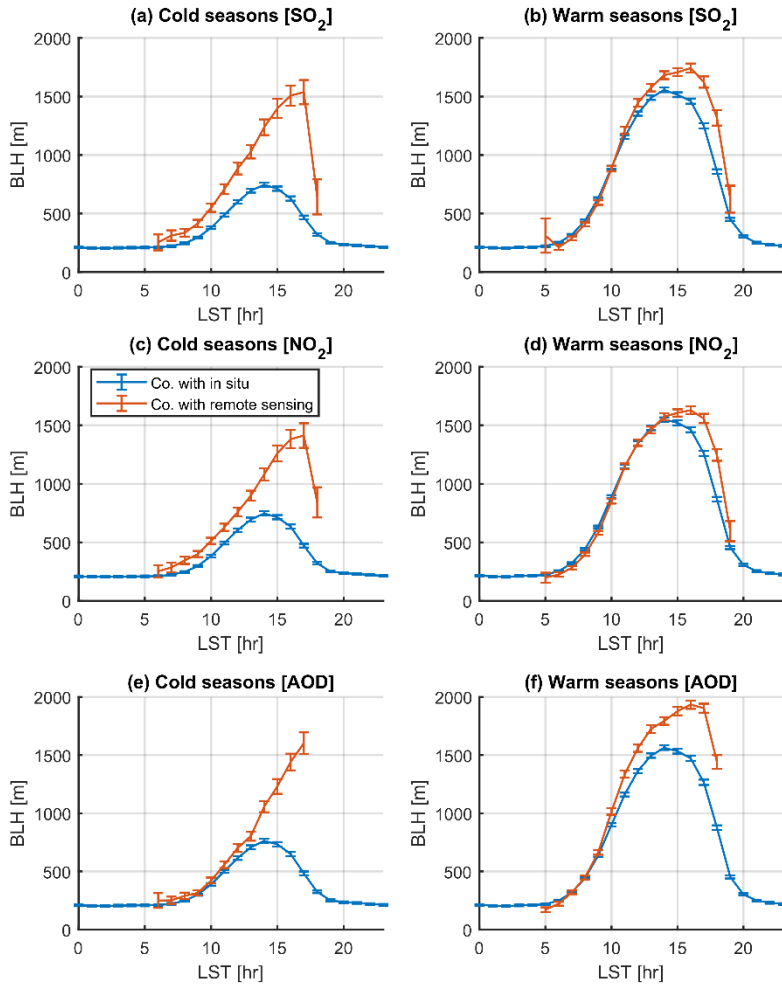 (a) Cold seasons [SO₂]
2000
1500
1000
500
0
BLH [m]
0 5 10 15 20
LST [hr]
(b) Warm seasons [SO₂]
2000
1500
1000
500
0
BLH [m]
0 5 10 15 20
LST [hr]
(c) Cold seasons [NO₂]
Co. with in situ
Co. with remote sensing
2000
1500
1000
500
0
BLH [m]
0 5 10 15 20
LST [hr]
(d) Warm seasons [NO₂]
2000
1500
1000
500
0
BLH [m]
0 5 10 15 20
LST [hr]
(e) Cold seasons [AOD]
2000
1500
1000
500
0
BLH [m]
0 5 10 15 20
LST [hr]
(f) Warm seasons [AOD]
2000
1500
1000
500
0
BLH [m]
0 5 10 15 20
LST [hr]